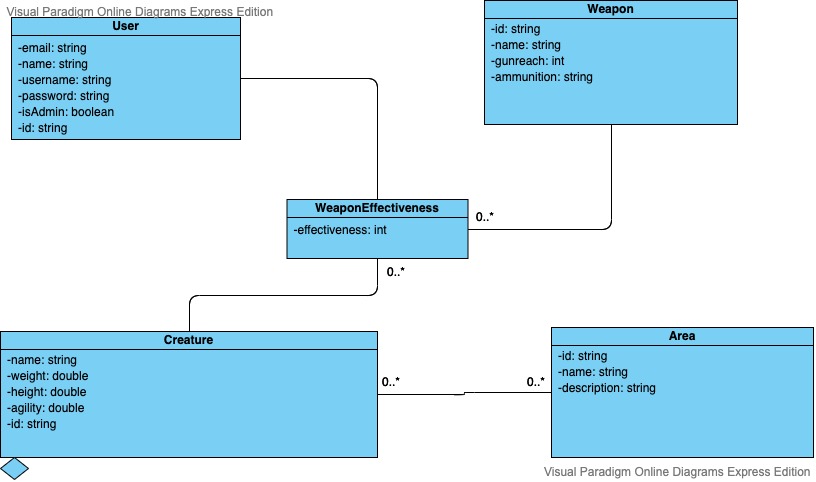 Visual Paradigm Online Diagrams Express Edition
User
-email: string
-name: string
-username: string
-password: string
-isAdmin: boolean
-id: string
Weapon
-id: string
-name: string
-gunreach: int
-ammunition: string
WeaponEffectiveness
-effectiveness: int
0..*
0..*
Creature
-name: string
-weight: double
-height: double
-agility: double
-id: string
0..*
0..*
Area
-id: string
-name: string
-description: string
Visual Paradigm Online Diagrams Express Edition